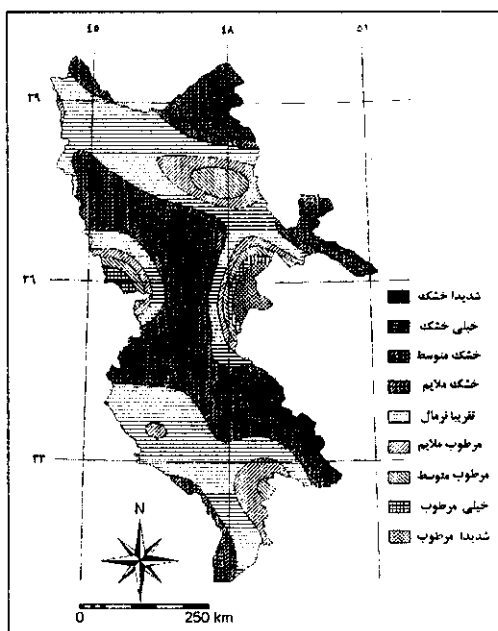 ۴۵ ۴۸ ۵۱
۳۹
۳۶
شدیدا خشک
خیلی خشک
خشک متوسط
خشک ملایم
تقریبا نرمال
مرطوب ملایم
مرطوب متوسط
خیلی مرطوب
شدیدا مرطوب
۳۳
N
0 250 km